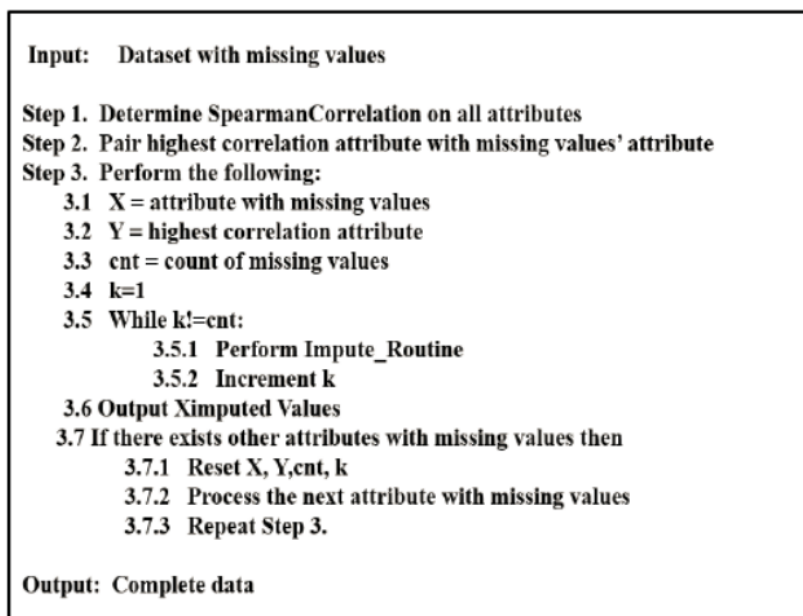 Input: Dataset with missing values
Step 1. Determine SpearmanCorrelation on all attributes
Step 2. Pair highest correlation attribute with missing values' attribute
Step 3. Perform the following:
3.1 X = attribute with missing values
3.2 Y = highest correlation attribute
3.3 cnt = count of missing values
3.4 k=1
3.5 While k!=cnt:
3.5.1 Perform Impute_Routine
3.5.2 Increment k
3.6 Output Ximputed Values
3.7 If there exists other attributes with missing values then
3.7.1 Reset X, Y,cnt, k
3.7.2 Process the next attribute with missing values
3.7.3 Repeat Step 3.
Output: Complete data